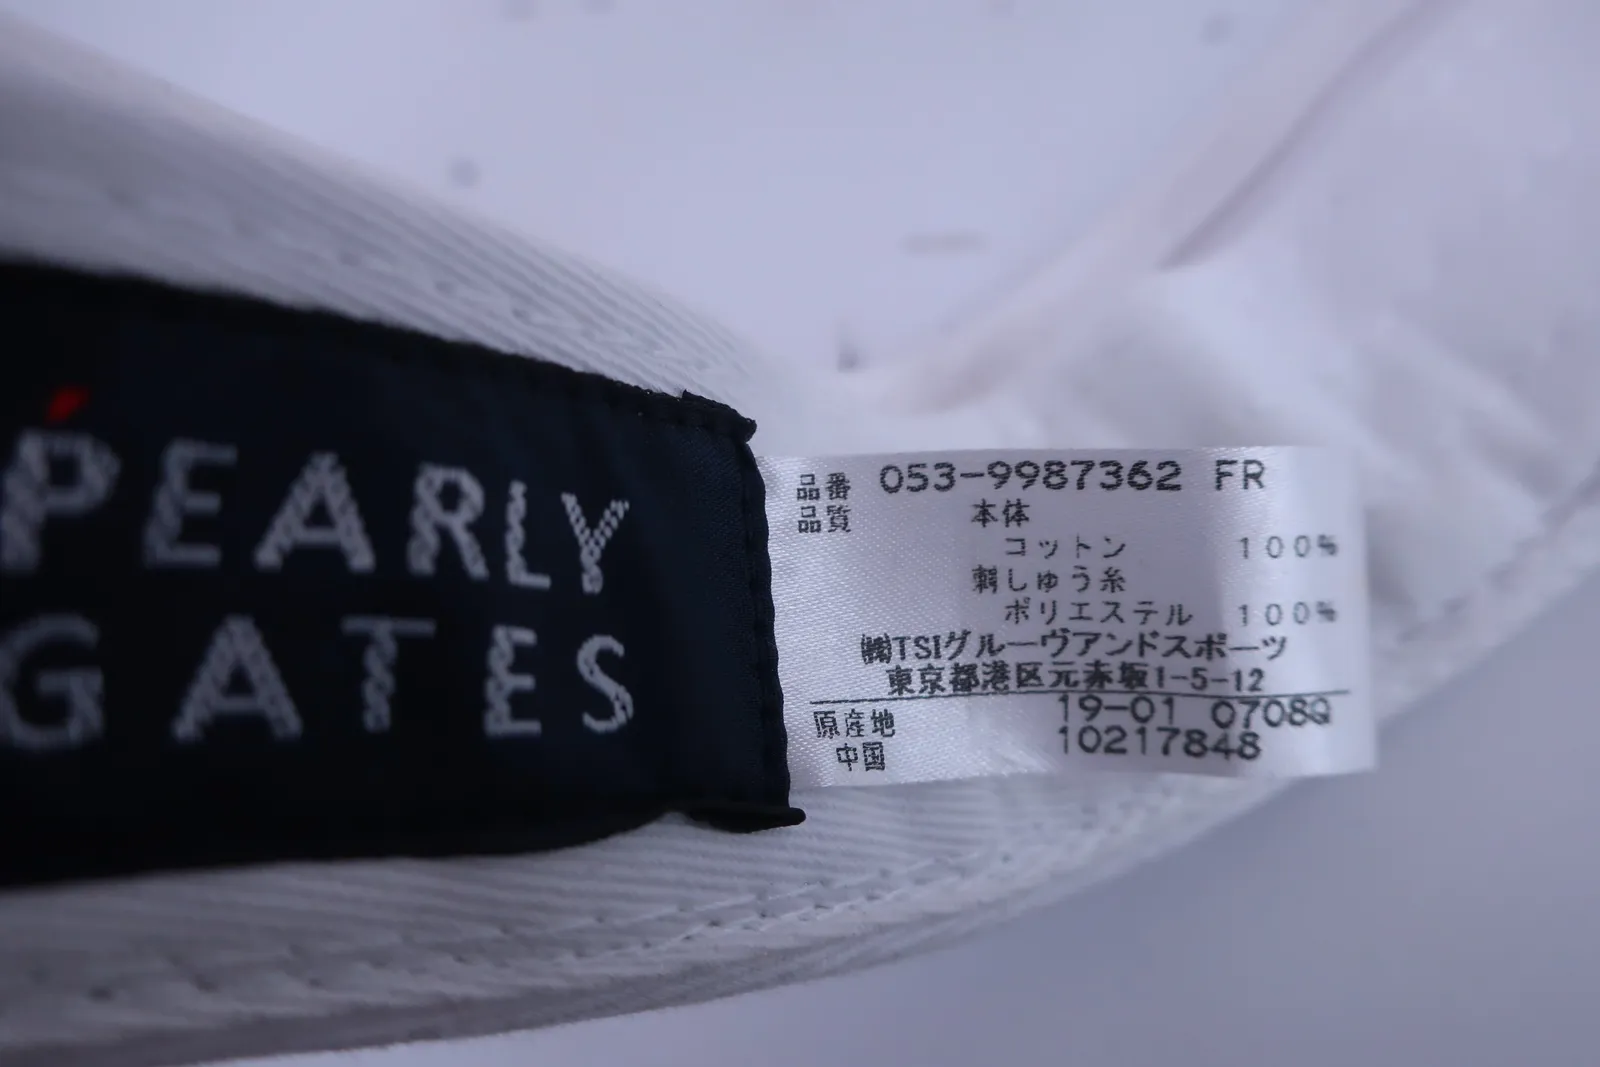 PEARLY
GATES
品番 053-9987362 FR
品質 本体
コットン 100%
刺しゅう糸
ポリエステル 100%
㈱TSIグルーヴアンドスポーツ
東京都港区元赤坂1-5-12
19-01 0708Q
原産地
10217848
中国